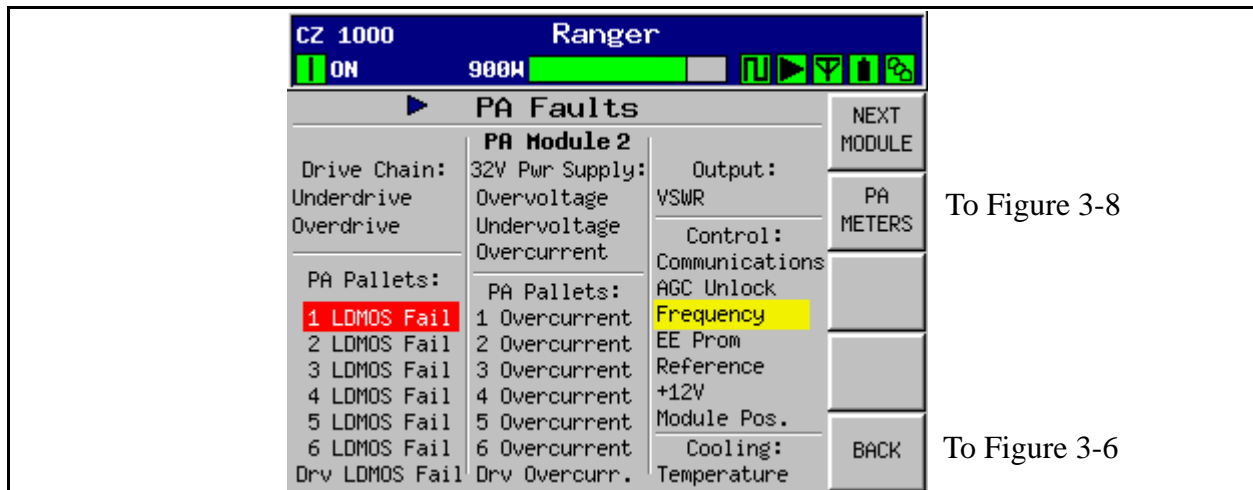 CZ 1000 Ranger
ON 900W
PA Faults
PA Module 2
Drive Chain:
Underdrive
Overdrive
PA Pallets:
1 LDMOS Fail
2 LDMOS Fail
3 LDMOS Fail
4 LDMOS Fail
5 LDMOS Fail
6 LDMOS Fail
Drv LDMOS Fail
32V Pwr Supply:
Overvoltage
Undervoltage
Overcurrent
PA Pallets:
1 Overcurrent
2 Overcurrent
3 Overcurrent
4 Overcurrent
5 Overcurrent
6 Overcurrent
Drv Overcurr.
Output:
VSWR
Control:
Communications
AGC Unlock
Frequency
EE Prom
Reference
+12V
Module Pos.
Cooling:
Temperature
NEXT
MODULE
PA
METERS
BACK
To Figure 3-8
To Figure 3-6